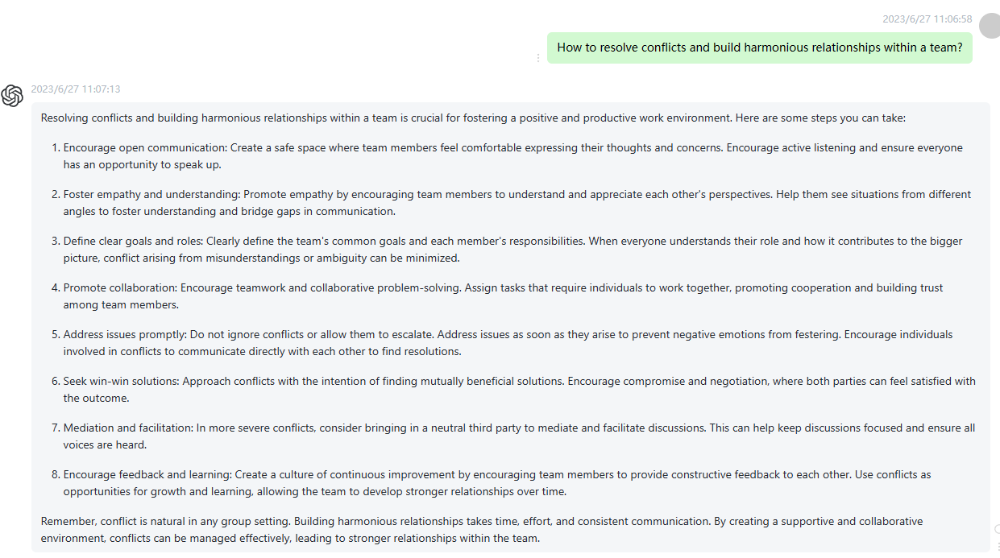 2023/6/27 11:06:58
How to resolve conflicts and build harmonious relationships within a team?
2023/6/27 11:07:13
Resolving conflicts and building harmonious relationships within a team is crucial for fostering a positive and productive work environment. Here are some steps you can take:
1. Encourage open communication: Create a safe space where team members feel comfortable expressing their thoughts and concerns. Encourage active listening and ensure everyone
has an opportunity to speak up.
2. Foster empathy and understanding: Promote empathy by encouraging team members to understand and appreciate each other's perspectives. Help them see situations from different
angles to foster understanding and bridge gaps in communication.
3. Define clear goals and roles: Clearly define the team's common goals and each member's responsibilities. When everyone understands their role and how it contributes to the bigger
picture, conflict arising from misunderstandings or ambiguity can be minimized.
4. Promote collaboration: Encourage teamwork and collaborative problem-solving. Assign tasks that require individuals to work together, promoting cooperation and building trust
among team members.
5. Address issues promptly: Do not ignore conflicts or allow them to escalate. Address issues as soon as they arise to prevent negative emotions from festering. Encourage individuals
involved in conflicts to communicate directly with each other to find resolutions.
6. Seek win-win solutions: Approach conflicts with the intention of finding mutually beneficial solutions. Encourage compromise and negotiation, where both parties can feel satisfied with
the outcome.
7. Mediation and facilitation: In more severe conflicts, consider bringing in a neutral third party to mediate and facilitate discussions. This can help keep discussions focused and ensure all
voices are heard.
8. Encourage feedback and learning: Create a culture of continuous improvement by encouraging team members to provide constructive feedback to each other. Use conflicts as
opportunities for growth and learning, allowing the team to develop stronger relationships over time.
Remember, conflict is natural in any group setting. Building harmonious relationships takes time, effort, and consistent communication. By creating a supportive and collaborative
environment, conflicts can be managed effectively, leading to stronger relationships within the team.